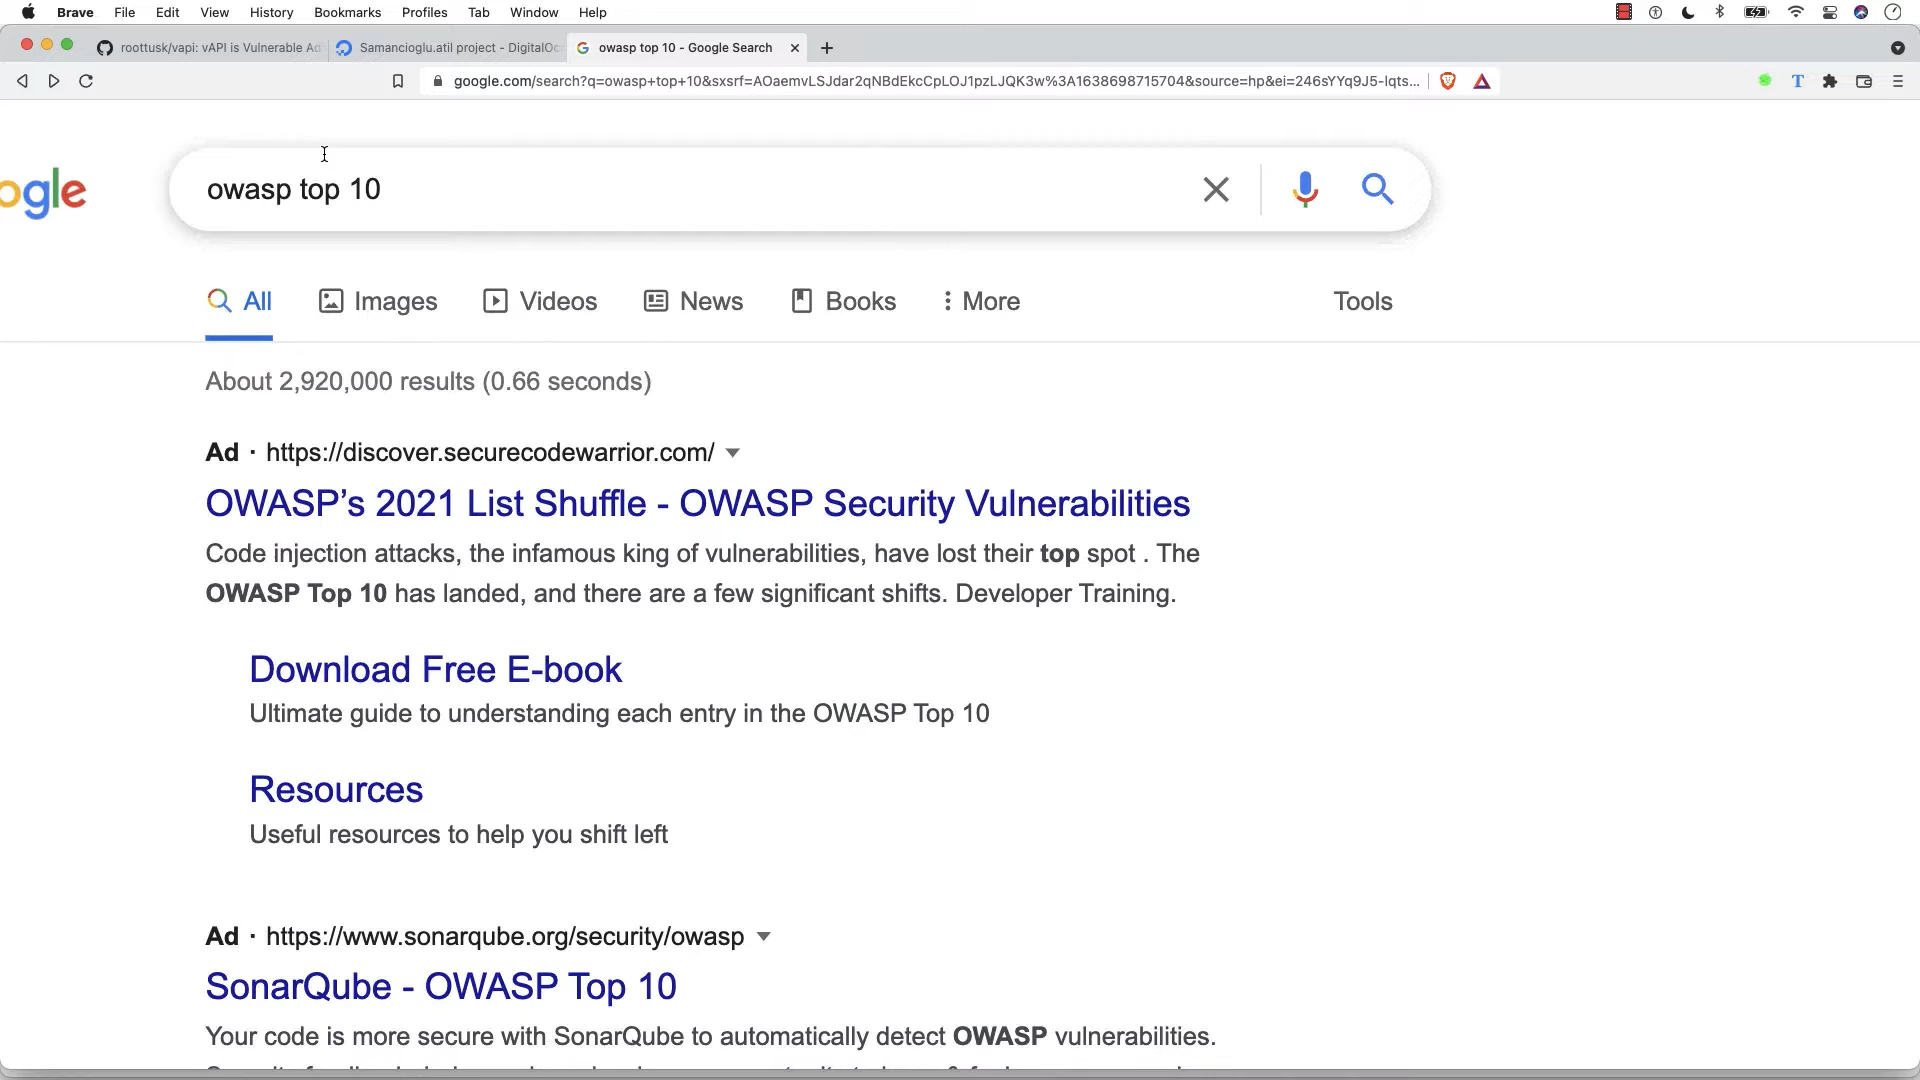 Brave File Edit View History Bookmarks Profiles Tab Window Help
roottusk/vapi: vAPI is Vulnerable Ad
Samancioglu.atil project - DigitalOc
owasp top 10 - Google Search
google.com/search?q=owasp+top+10&sxsrf=AOaemvLSJdar2qNBdEkcCpLOJ1pzLJQK3w%3A1638698715704&source=hp&ei=246sYYq9J5-lqts...
ogle
owasp top 10
All Images Videos News Books More Tools
About 2,920,000 results (0.66 seconds)
Ad · https://discover.securecodewarrior.com/
OWASP’s 2021 List Shuffle - OWASP Security Vulnerabilities
Code injection attacks, the infamous king of vulnerabilities, have lost their top spot . The
OWASP Top 10 has landed, and there are a few significant shifts. Developer Training.
Download Free E-book
Ultimate guide to understanding each entry in the OWASP Top 10
Resources
Useful resources to help you shift left
Ad · https://www.sonarqube.org/security/owasp
SonarQube - OWASP Top 10
Your code is more secure with SonarQube to automatically detect OWASP vulnerabilities.